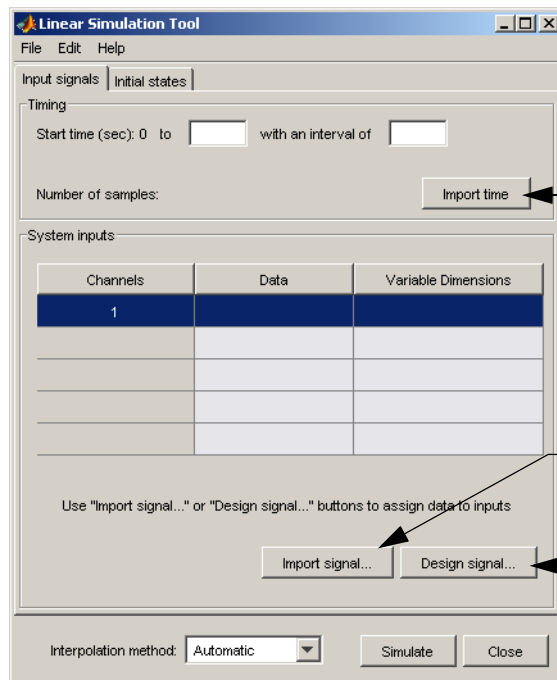 Linear Simulation Tool
File Edit Help
Input signals Initial states
Timing
Start time (sec): 0 to with an interval of
Number of samples: Import time
System inputs
Channels Data Variable Dimensions
1
Use "Import signal..." or "Design signal..." buttons to assign data to inputs
Import signal... Design signal...
Interpolation method: Automatic Simulate Close